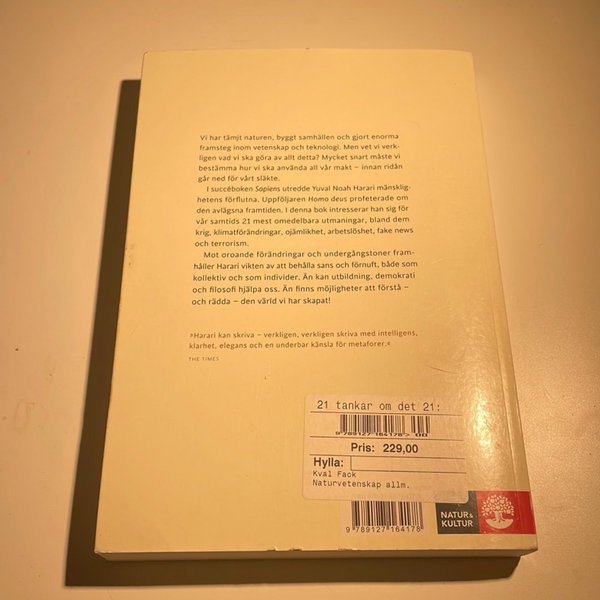 Vi har tämjt naturen, byggt samhällen och gjort enorma
framsteg inom vetenskap och teknologi. Men vet vi verk-
ligen vad vi ska göra av allt detta? Mycket snart måste vi
bestämma hur vi ska använda all vår makt – innan ridån
går ned för vårt släkte.
I succéboken Sapiens utredde Yuval Noah Harari mänsklig-
hetens förflutna. Uppföljaren Homo deus profeterade om
den avlägsna framtiden. I denna bok intresserar han sig för
vår samtids 21 mest omedelbara utmaningar, bland dem
krig, klimatförändringar, ojämlikhet, arbetslöshet, fake news
och terrorism.
Mot oroande förändringar och undergångstoner fram-
håller Harari vikten av att behålla sans och förnuft, både som
kollektiv och som individer. Än kan utbildning, demokrati
och filosofi hjälpa oss. Än finns möjligheter att förstå –
och rädda – den värld vi har skapat!
»Harari kan skriva – verkligen, verkligen skriva med intelligens,
klarhet, elegans och en underbar känsla för metaforer.«
THE TIMES
21 tankar om det 21:
9 789127 164178> 00
Pris: 229,00
Hylla:
Kval Fack
Naturvetenskap allm.
9 789127 164178
NATUR &
KULTUR